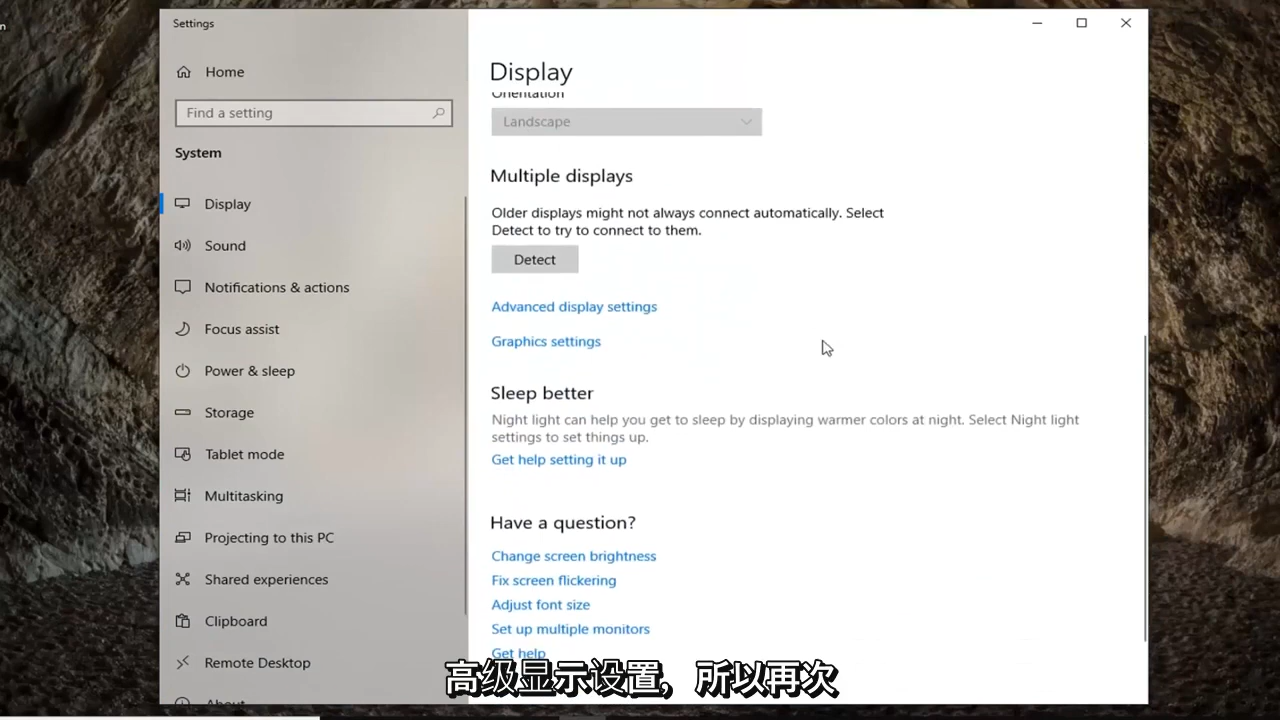 n
Settings
Home
Find a setting
System
Display
Sound
Notifications & actions
Focus assist
Power & sleep
Storage
Tablet mode
Multitasking
Projecting to this PC
Shared experiences
Clipboard
Remote Desktop
About
Display
Orientation
Landscape
Multiple displays
Older displays might not always connect automatically. Select
Detect to try to connect to them.
Detect
Advanced display settings
Graphics settings
Sleep better
Night light can help you get to sleep by displaying warmer colors at night. Select Night light
settings to set things up.
Get help setting it up
Have a question?
Change screen brightness
Fix screen flickering
Adjust font size
Set up multiple monitors
Get help
高级显示设置，所以再次